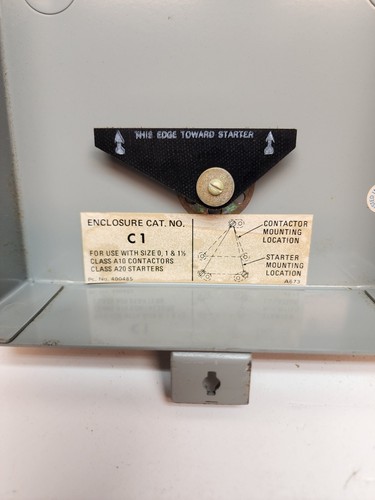 THIS EDGE TOWARD STARTER
ENCLOSURE CAT. NO.
C1
FOR USE WITH SIZE 0, 1 & 1½
CLASS A10 CONTACTORS
CLASS A20 STARTERS
CONTACTOR
MOUNTING
LOCATION
STARTER
MOUNTING
LOCATION